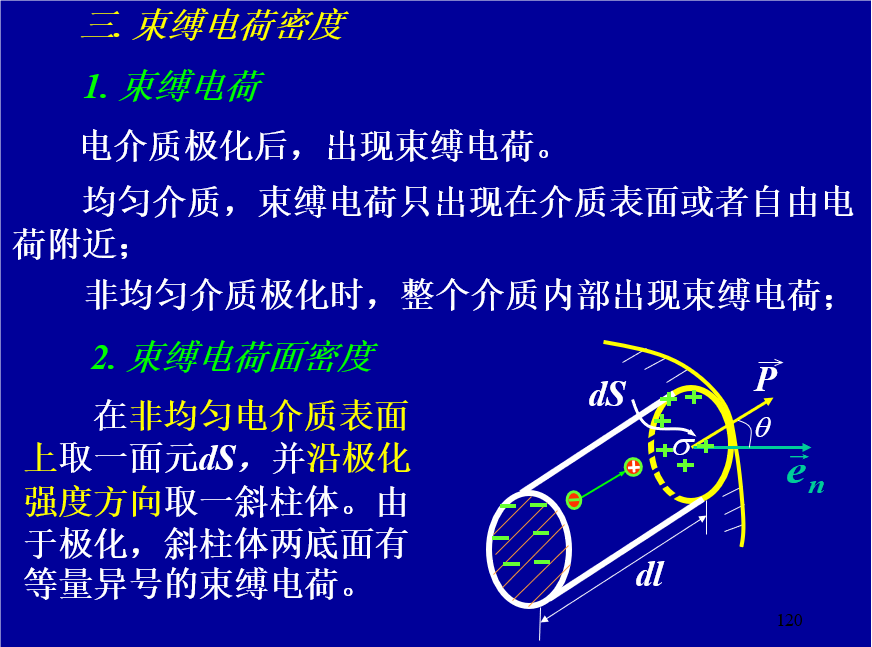 三. 束缚电荷密度
1. 束缚电荷
电介质极化后，出现束缚电荷。
均匀介质，束缚电荷只出现在介质表面或者自由电
荷附近；
非均匀介质极化时，整个介质内部出现束缚电荷；
2. 束缚电荷面密度
在非均匀电介质表面
上取一面元dS，并沿极化
强度方向取一斜柱体。由
于极化，斜柱体两底面有
等量异号的束缚电荷。
dS
P
θ
σ
e n
dl
120